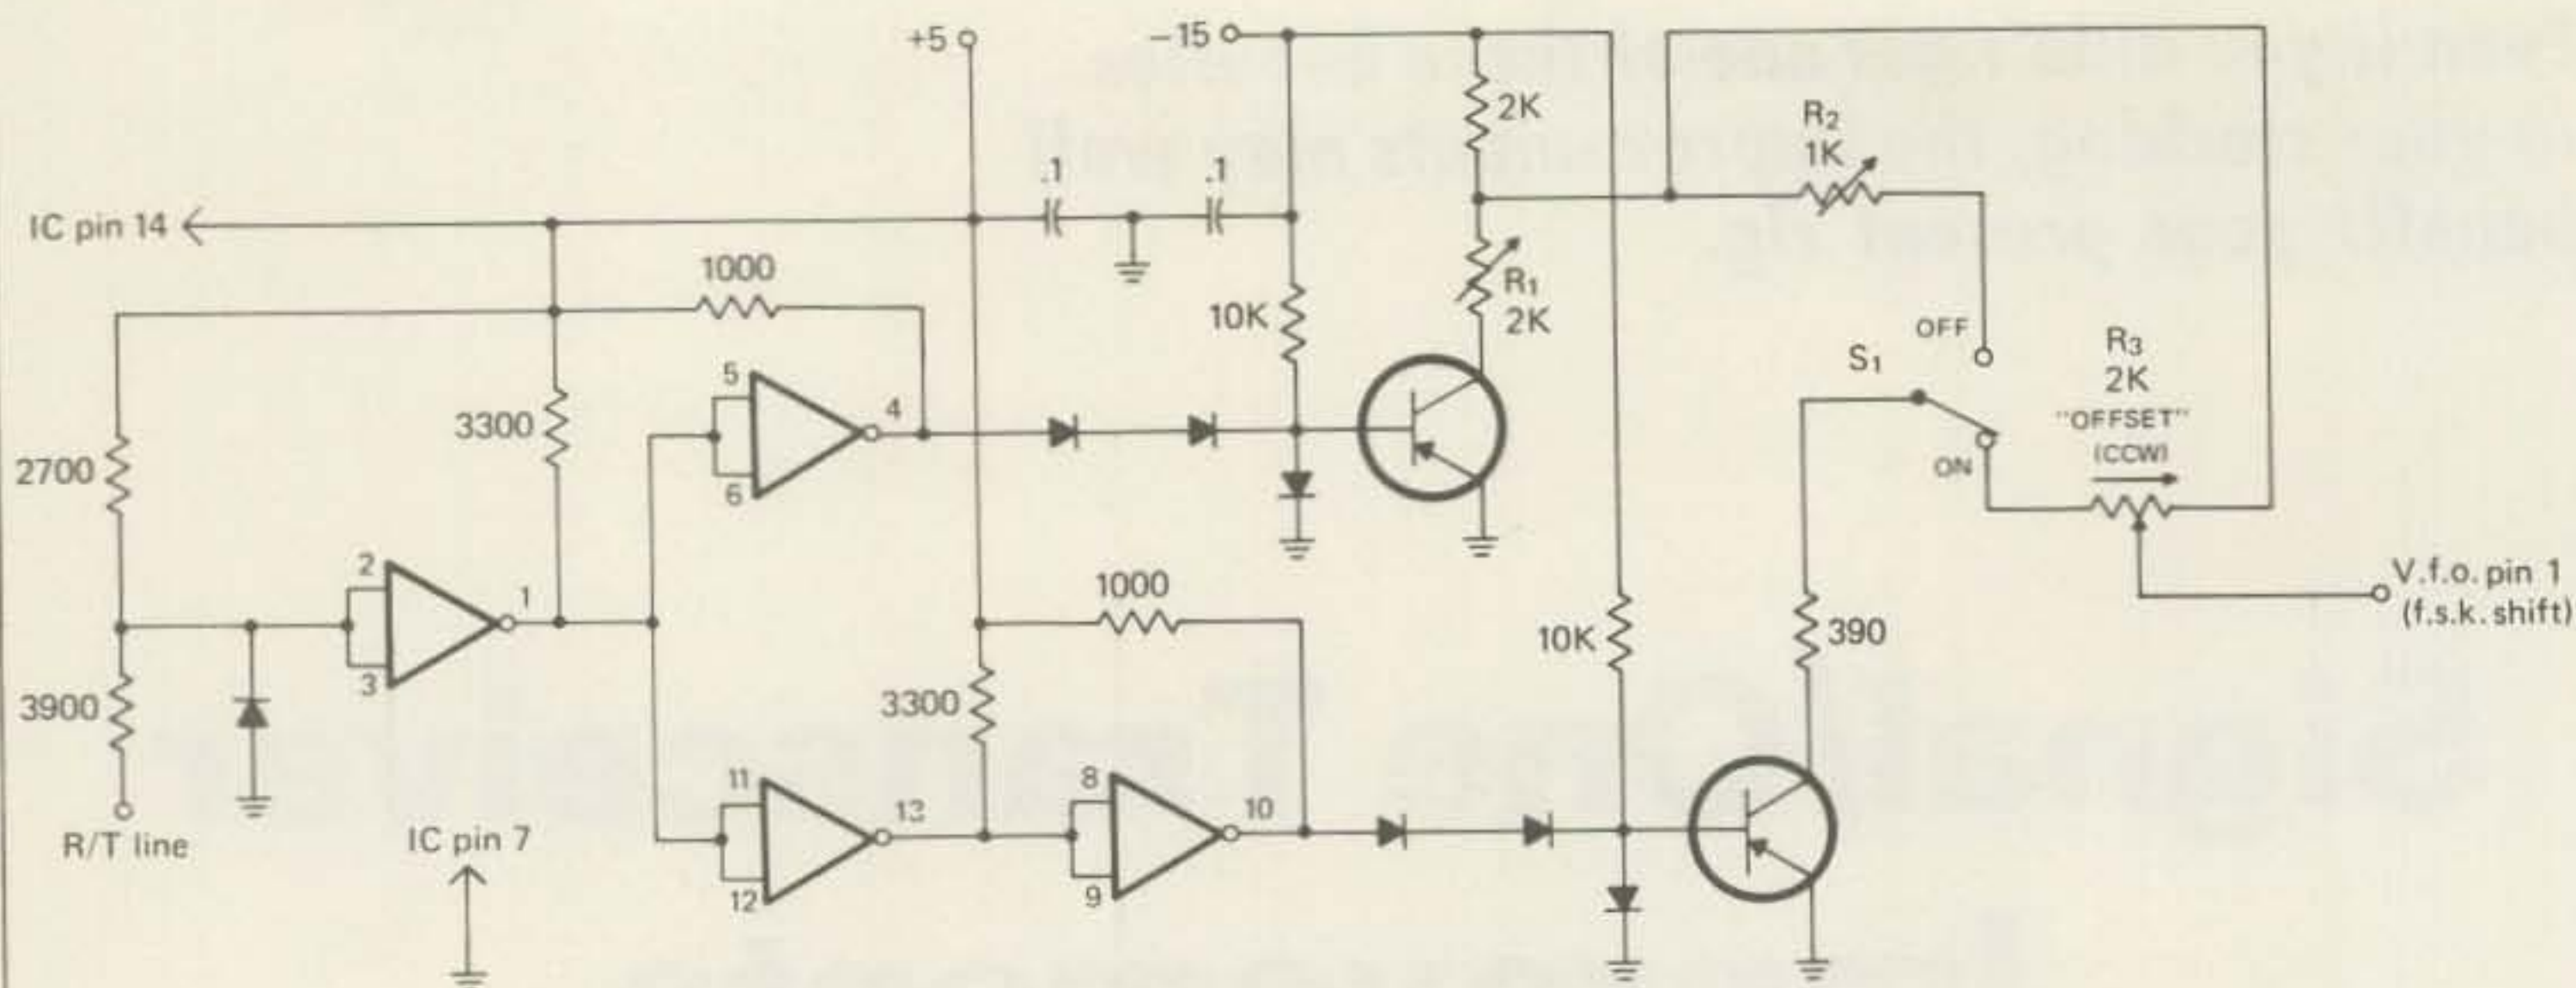 +5
-15
2K
R2
1K
.1
.1
IC pin 14
1000
R1
2K
10K
OFF
S1
R3
2K
"OFFSET"
(CCW)
ON
5
4
6
3300
2700
2
1
3
1000
V.f.o. pin 1
(f.s.k. shift)
10K
390
3900
3300
R/T line
IC pin 7
11
13
12
8
10
9